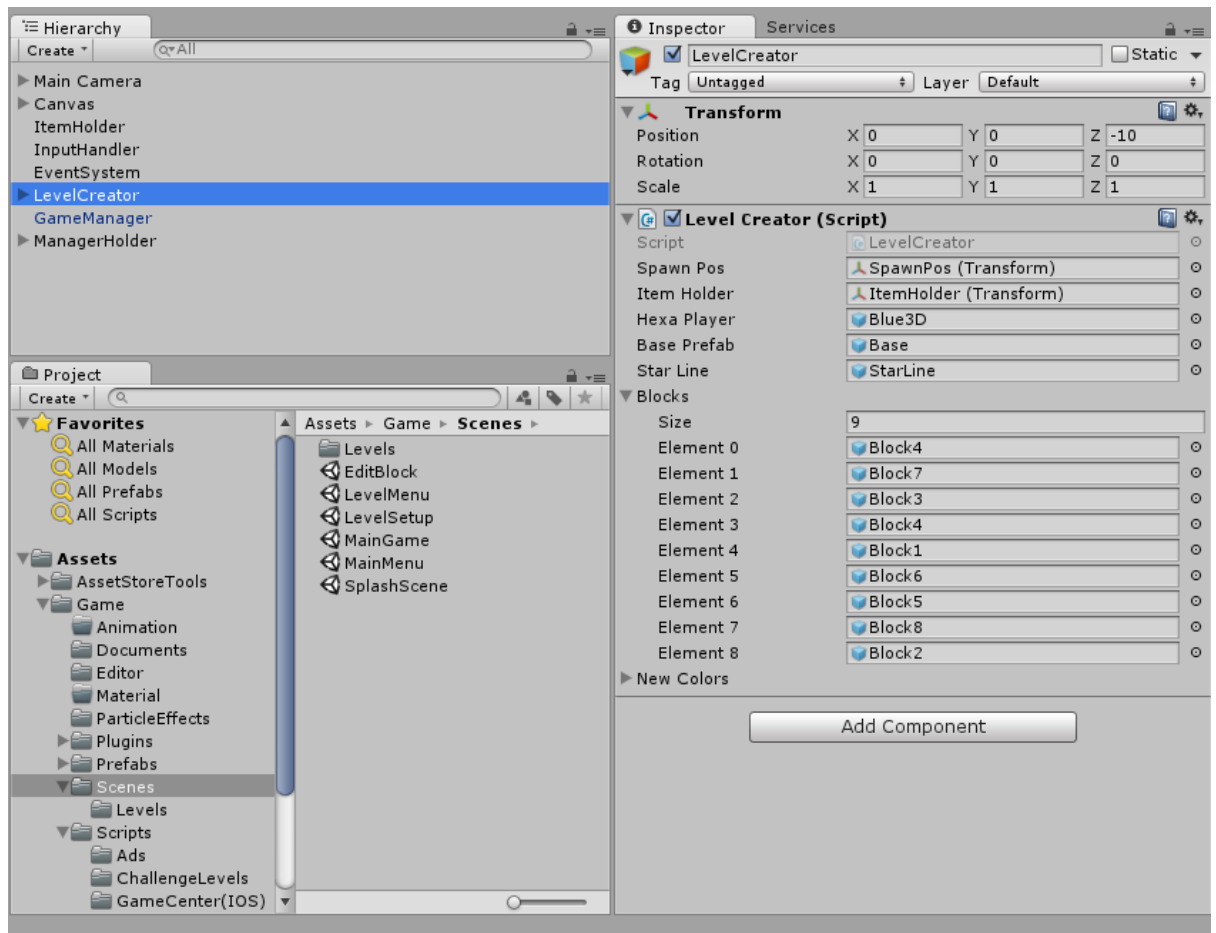 Hierarchy
Create
All
Main Camera
Canvas
ItemHolder
InputHandler
EventSystem
LevelCreator
GameManager
ManagerHolder
Project
Create
Favorites
All Materials
All Models
All Prefabs
All Scripts
Assets
AssetStoreTools
Game
Animation
Documents
Editor
Material
ParticleEffects
Plugins
Prefabs
Scenes
Levels
Scripts
Ads
ChallengeLevels
GameCenter(IOS)
Assets Game Scenes
Levels
EditBlock
LevelMenu
LevelSetup
MainGame
MainMenu
SplashScene
Inspector Services
LevelCreator Static
Tag Untagged Layer Default
Transform
Position X 0 Y 0 Z -10
Rotation X 0 Y 0 Z 0
Scale X 1 Y 1 Z 1
C# Level Creator (Script)
Script LevelCreator
Spawn Pos SpawnPos (Transform)
Item Holder ItemHolder (Transform)
Hexa Player Blue3D
Base Prefab Base
Star Line StarLine
Blocks
Size 9
Element 0 Block4
Element 1 Block7
Element 2 Block3
Element 3 Block4
Element 4 Block1
Element 5 Block6
Element 6 Block5
Element 7 Block8
Element 8 Block2
New Colors
Add Component